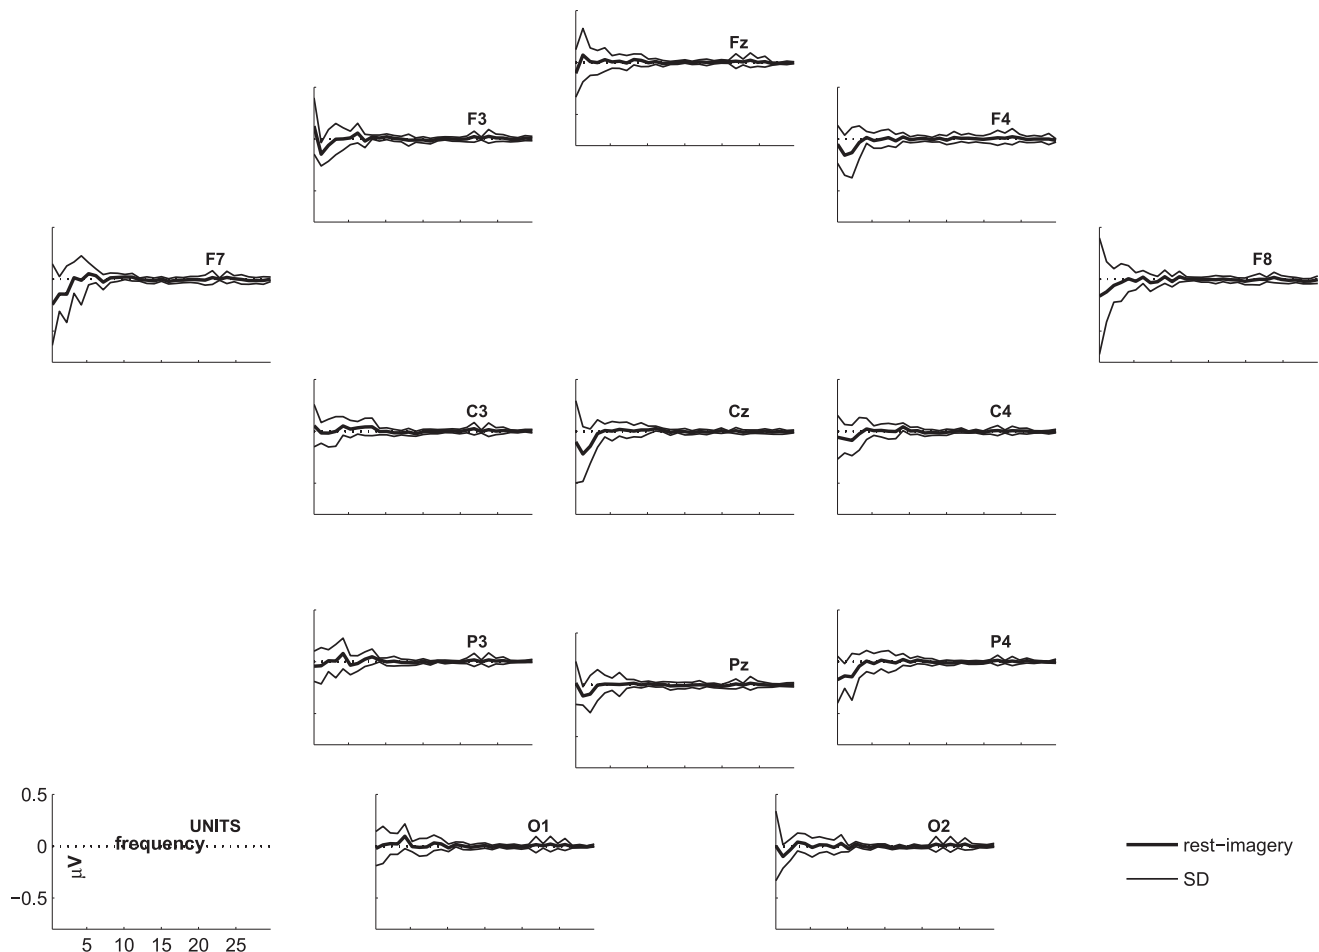 Fz
F3
F4
F7
F8
C3
Cz
C4
P3
Pz
P4
0.5
UNITS
O1
O2
0
frequency
μV
rest−imagery
SD
−0.5
5 10 15 20 25